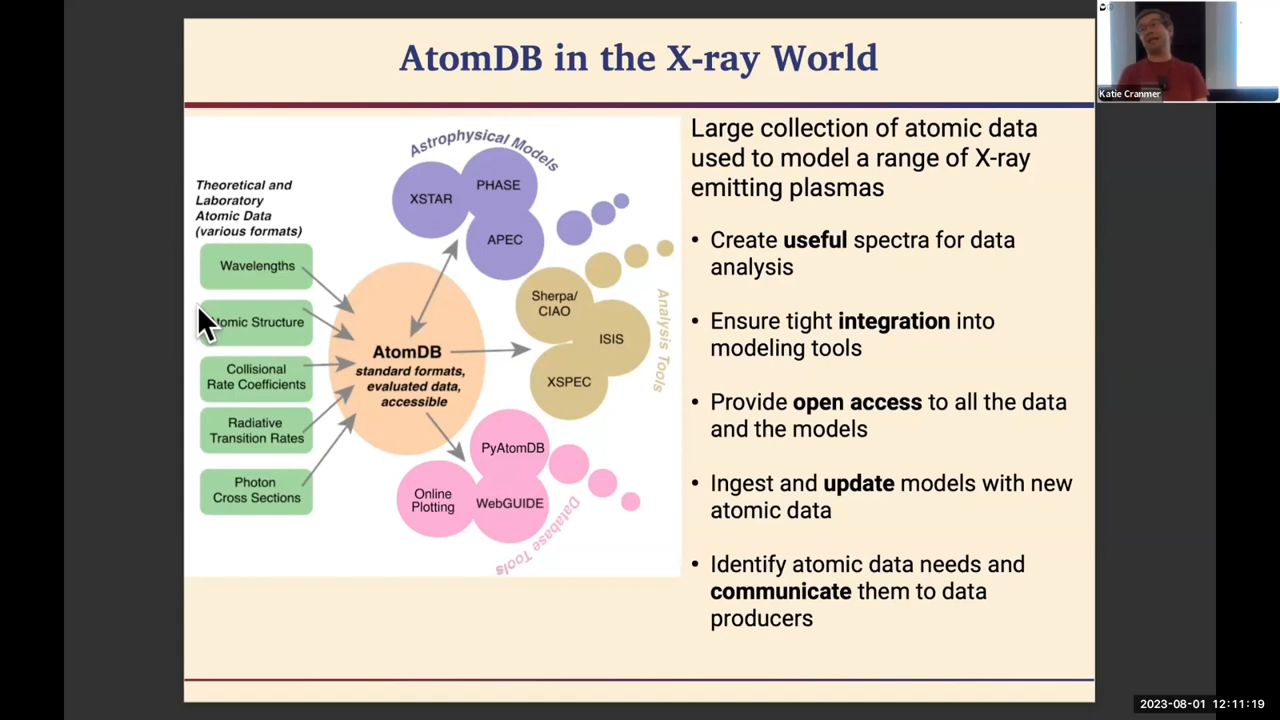 AtomDB in the X-ray World
Katie Cranmer
Astrophysical Models
Theoretical and
Laboratory
Atomic Data
(various formats)
Wavelengths
tomic Structure
Collisional
Rate Coefficients
Radiative
Transition Rates
Photon
Cross Sections
AtomDB
standard formats,
evaluated data,
accessible
XSTAR
PHASE
APEC
Sherpa/
CIAO
ISIS
XSPEC
Analysis Tools
PyAtomDB
Online
Plotting
WebGUIDE
Database Tools
Large collection of atomic data
used to model a range of X-ray
emitting plasmas
• Create useful spectra for data
analysis
• Ensure tight integration into
modeling tools
• Provide open access to all the data
and the models
• Ingest and update models with new
atomic data
• Identify atomic data needs and
communicate them to data
producers
2023-08-01 12:11:19